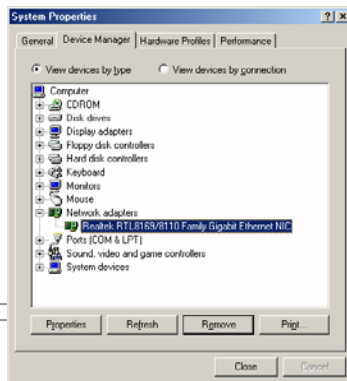 System Properties
General Device Manager Hardware Profiles Performance
View devices by type View devices by connection
Computer
CDROM
Disk drives
Display adapters
Floppy disk controllers
Hard disk controllers
Keyboard
Monitors
Mouse
Network adapters
Realtek RTL8169/8110 Family Gigabit Ethernet NIC
Ports (COM & LPT)
Sound, video and game controllers
System devices
Properties Refresh Remove Print...
Close Cancel